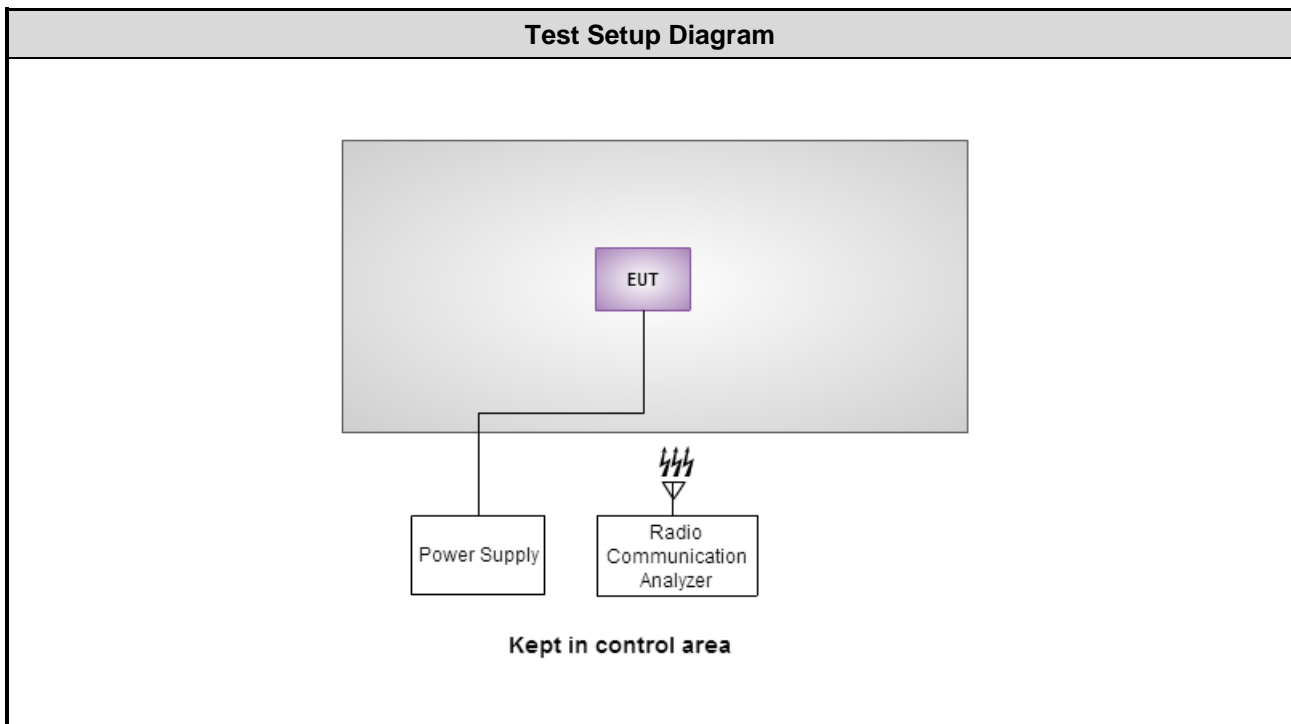 Test Setup Diagram
EUT
Power Supply
Radio
Communication
Analyzer
Kept in control area